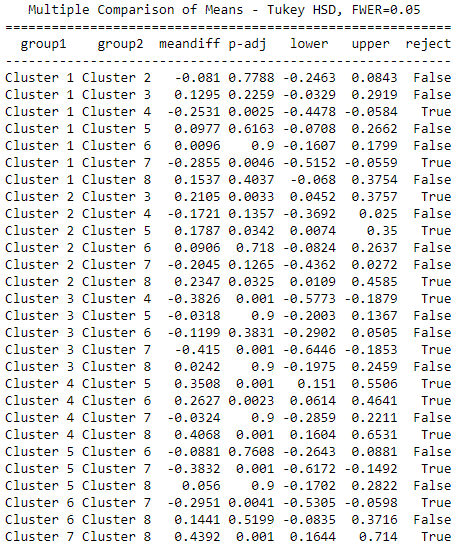 Multiple Comparison of Means - Tukey HSD, FWER=0.05
====================================================
group1 group2 meandiff p-adj lower upper reject
----------------------------------------------------
Cluster 1 Cluster 2 -0.081 0.7788 -0.2463 0.0843 False
Cluster 1 Cluster 3 0.1295 0.2259 -0.0329 0.2919 False
Cluster 1 Cluster 4 -0.2531 0.0025 -0.4478 -0.0584 True
Cluster 1 Cluster 5 0.0977 0.6163 -0.0708 0.2662 False
Cluster 1 Cluster 6 0.0096 0.9 -0.1607 0.1799 False
Cluster 1 Cluster 7 -0.2855 0.0046 -0.5152 -0.0559 True
Cluster 1 Cluster 8 0.1537 0.4037 -0.068 0.3754 False
Cluster 2 Cluster 3 0.2105 0.0033 0.0452 0.3757 True
Cluster 2 Cluster 4 -0.1721 0.1357 -0.3692 0.025 False
Cluster 2 Cluster 5 0.1787 0.0342 0.0074 0.35 True
Cluster 2 Cluster 6 0.0906 0.718 -0.0824 0.2637 False
Cluster 2 Cluster 7 -0.2045 0.1265 -0.4362 0.0272 False
Cluster 2 Cluster 8 0.2347 0.0325 0.0109 0.4585 True
Cluster 3 Cluster 4 -0.3826 0.001 -0.5773 -0.1879 True
Cluster 3 Cluster 5 -0.0318 0.9 -0.2003 0.1367 False
Cluster 3 Cluster 6 -0.1199 0.3831 -0.2902 0.0505 False
Cluster 3 Cluster 7 -0.415 0.001 -0.6446 -0.1853 True
Cluster 3 Cluster 8 0.0242 0.9 -0.1975 0.2459 False
Cluster 4 Cluster 5 0.3508 0.001 0.151 0.5506 True
Cluster 4 Cluster 6 0.2627 0.0023 0.0614 0.4641 True
Cluster 4 Cluster 7 -0.0324 0.9 -0.2859 0.2211 False
Cluster 4 Cluster 8 0.4068 0.001 0.1604 0.6531 True
Cluster 5 Cluster 6 -0.0881 0.7608 -0.2643 0.0881 False
Cluster 5 Cluster 7 -0.3832 0.001 -0.6172 -0.1492 True
Cluster 5 Cluster 8 0.056 0.9 -0.1702 0.2822 False
Cluster 6 Cluster 7 -0.2951 0.0041 -0.5305 -0.0598 True
Cluster 6 Cluster 8 0.1441 0.5199 -0.0835 0.3716 False
Cluster 7 Cluster 8 0.4392 0.001 0.1644 0.714 True